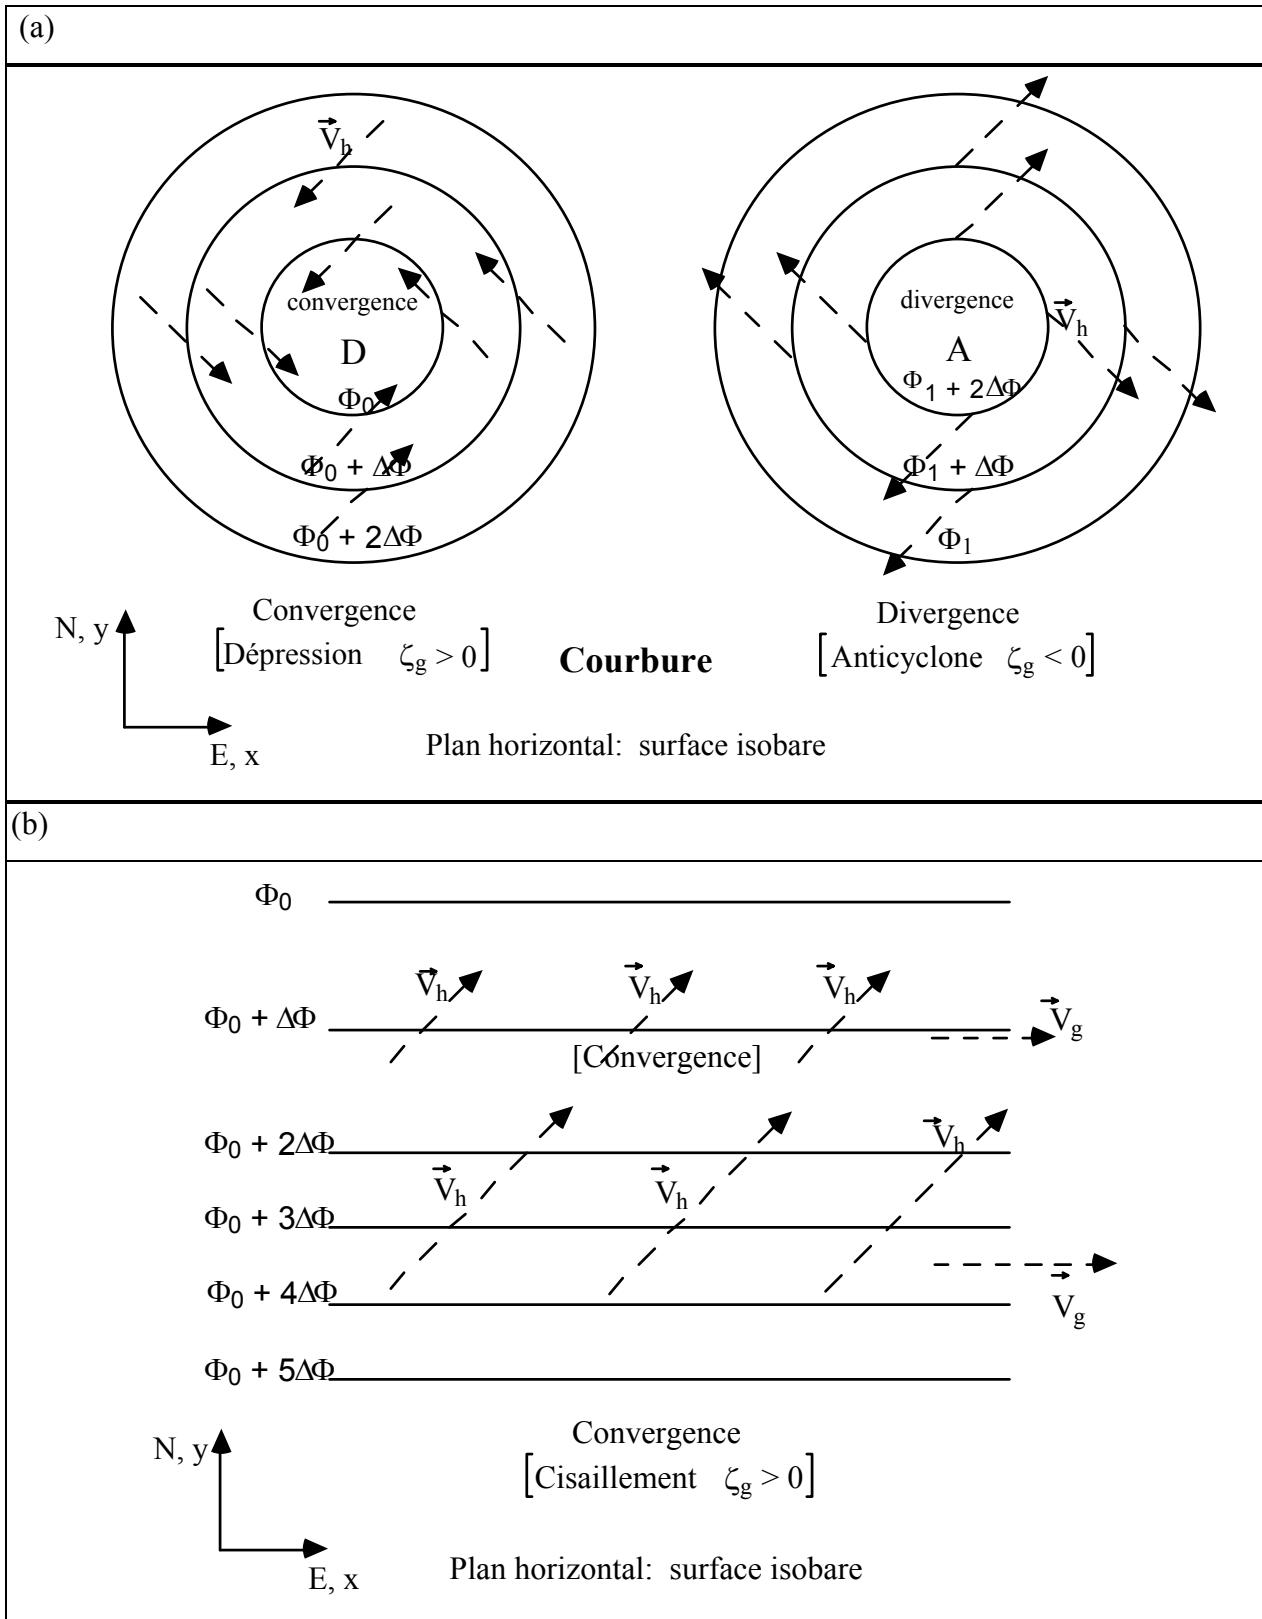 (a)
V⃗h
convergence
D
Φ0
Φ0 + ΔΦ
Φ0 + 2ΔΦ
divergence
V⃗h
A
Φ1 + 2ΔΦ
Φ1 + ΔΦ
Φ1
Convergence
[Dépression ζg > 0]
Courbure
Divergence
[Anticyclone ζg < 0]
N, y
E, x
Plan horizontal: surface isobare
(b)
Φ0
V⃗h V⃗h V⃗h
Φ0 + ΔΦ
V⃗g
[Convergence]
Φ0 + 2ΔΦ
V⃗h
V⃗h V⃗h
Φ0 + 3ΔΦ
Φ0 + 4ΔΦ
V⃗g
Φ0 + 5ΔΦ
Convergence
[Cisaillement ζg > 0]
N, y
E, x
Plan horizontal: surface isobare